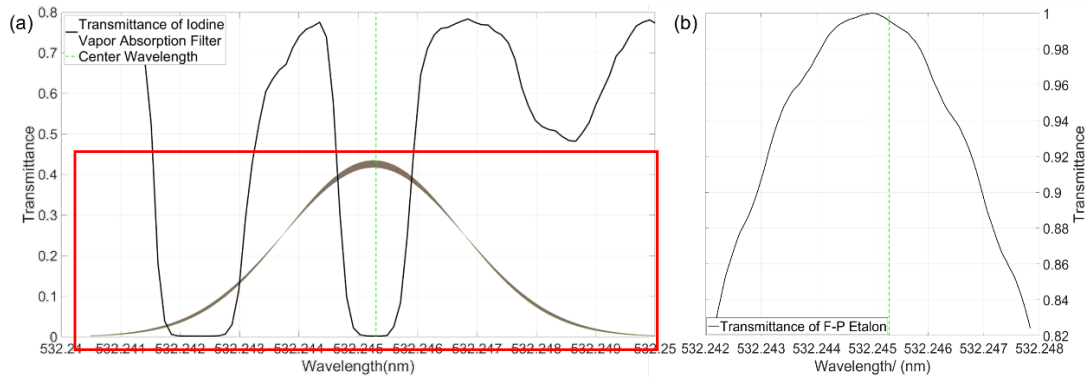 (a)
Transmittance of Iodine
Vapor Absorption Filter
Center Wavelength
0.8
0.7
0.6
0.5
0.4
0.3
0.2
0.1
0
Transmittance
532.24 532.241 532.242 532.243 532.244 532.245 532.246 532.247 532.248 532.249 532.25
Wavelength(nm)
(b)
1
0.98
0.96
0.94
0.92
0.9
0.88
0.86
0.84
0.82
Transmittance
Transmittance of F-P Etalon
532.242 532.243 532.244 532.245 532.246 532.247 532.248
Wavelength/ (nm)